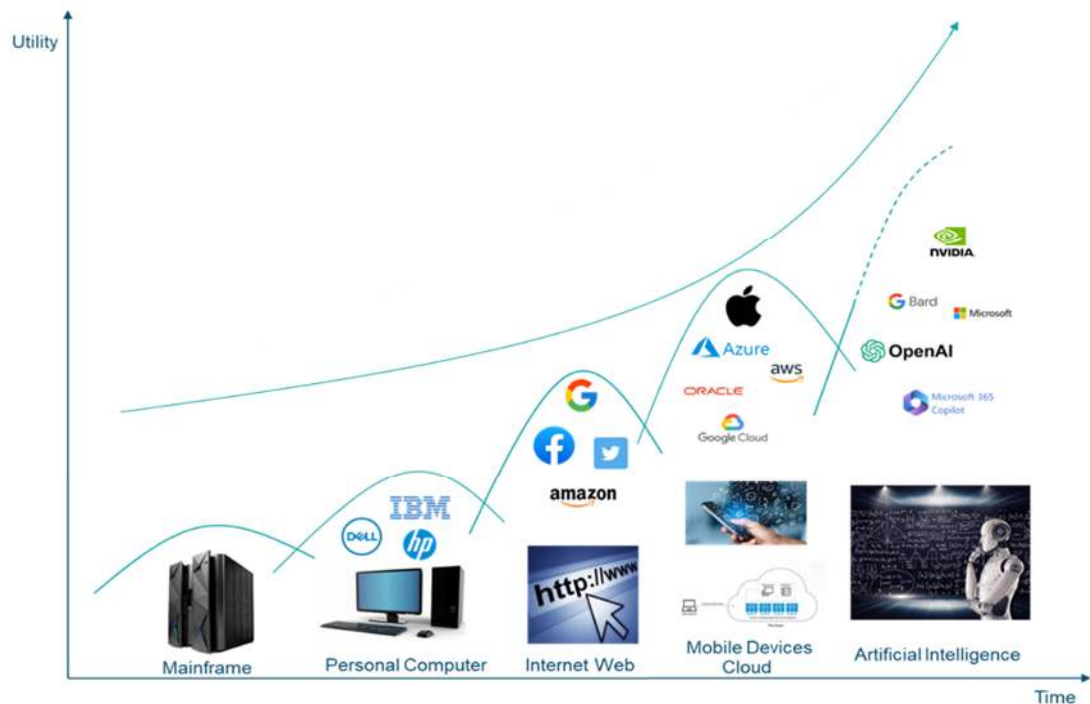 Utility
NVIDIA
G Bard
Microsoft
Azure
OpenAI
aws
G
ORACLE
Microsoft 365
Copilot
Google Cloud
f
amazon
IBM
DELL
hp
http://www
Mainframe
Personal Computer
Internet Web
Mobile Devices
Cloud
Artificial Intelligence
Time